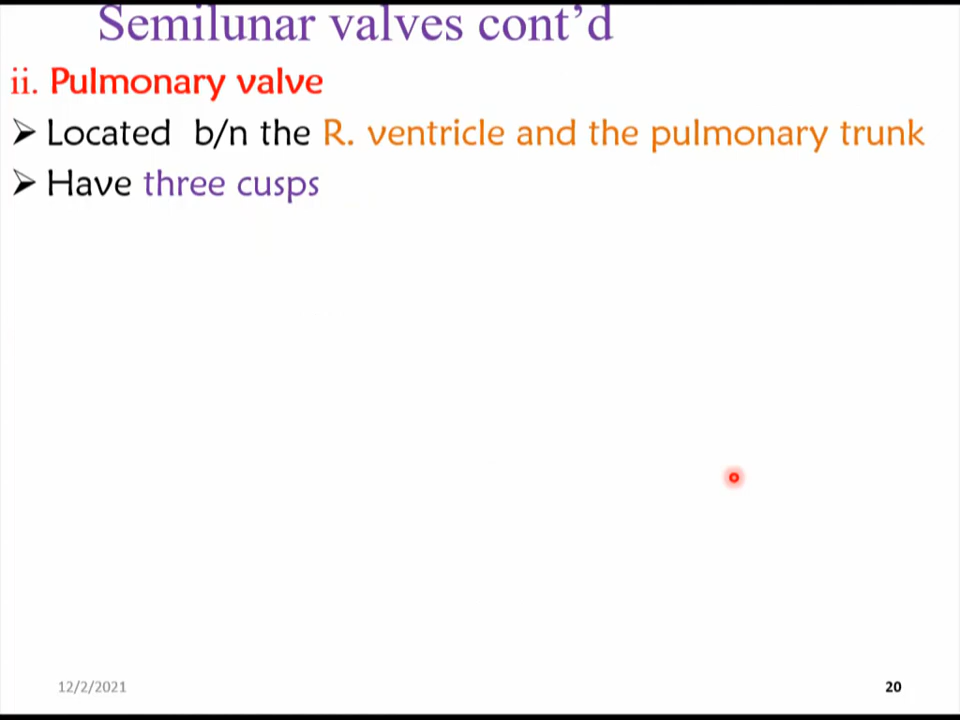 Semilunar valves cont’d
ii. Pulmonary valve
➢ Located b/n the R. ventricle and the pulmonary trunk
➢ Have three cusps
12/2/2021
20